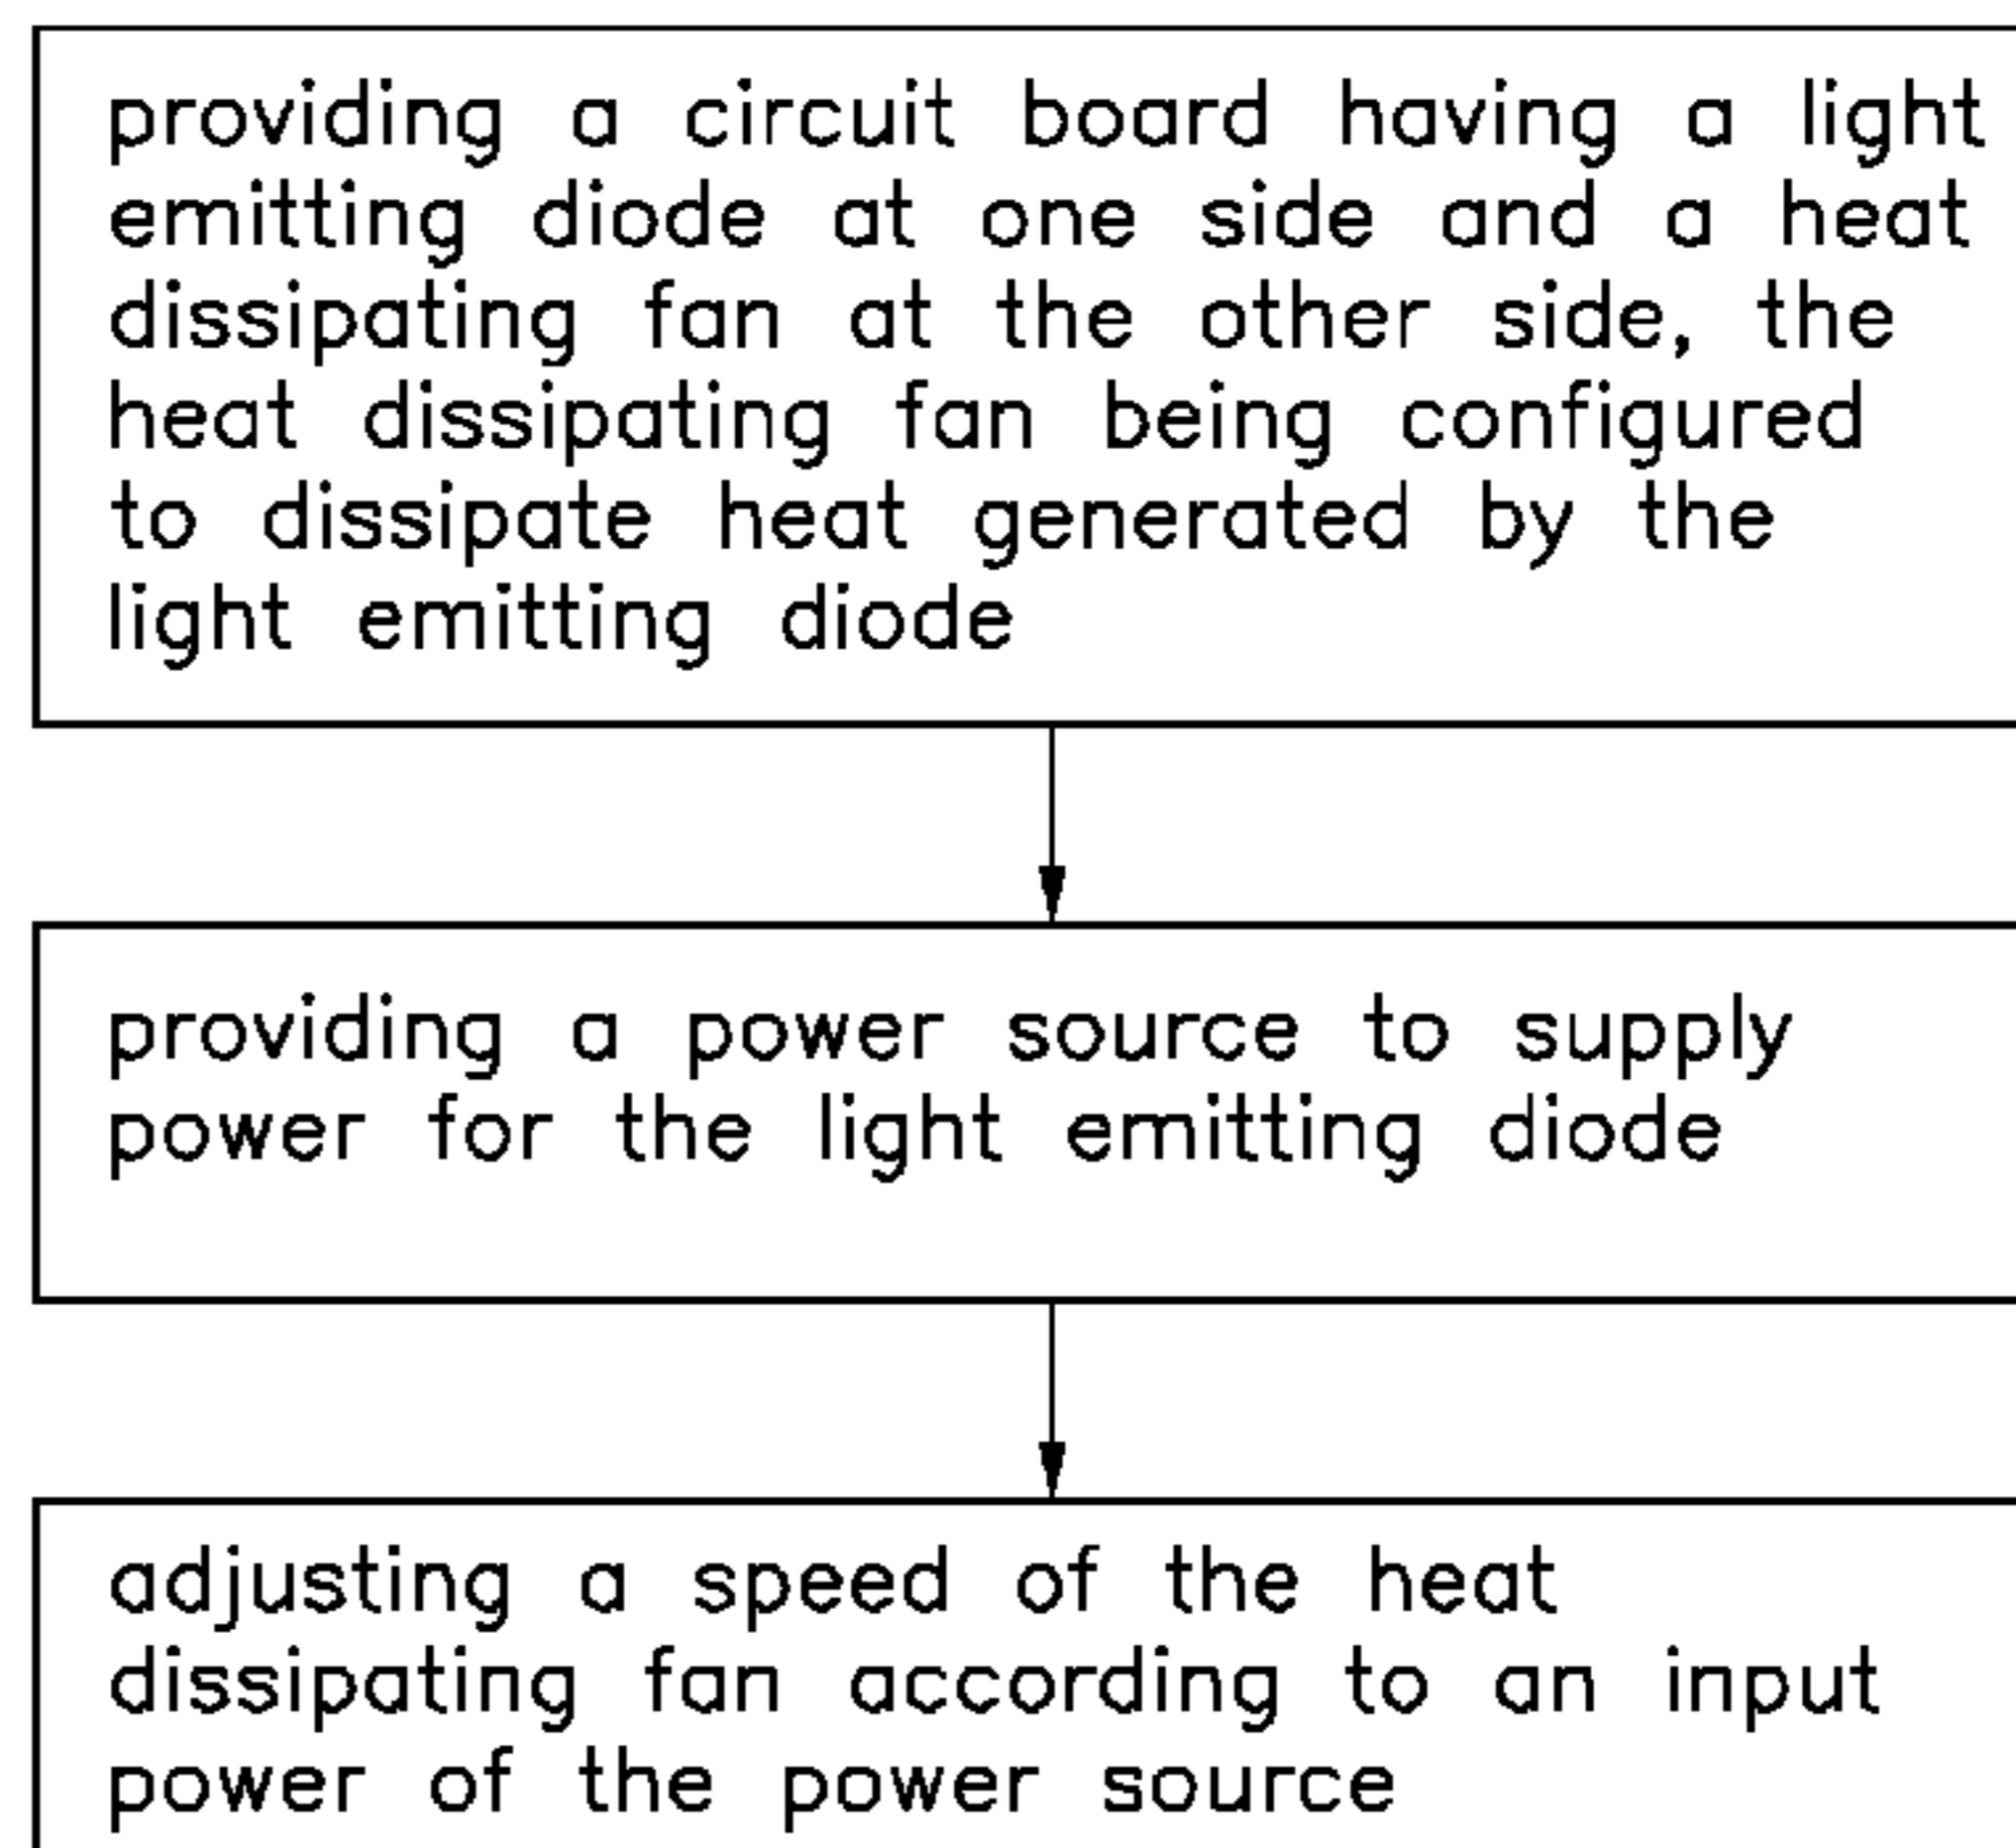 providing a circuit board having a light
emitting diode at one side and a heat
dissipating fan at the other side, the
heat dissipating fan being configured
to dissipate heat generated by the
light emitting diode
providing a power source to supply
power for the light emitting diode
adjusting a speed of the heat
dissipating fan according to an input
power of the power source